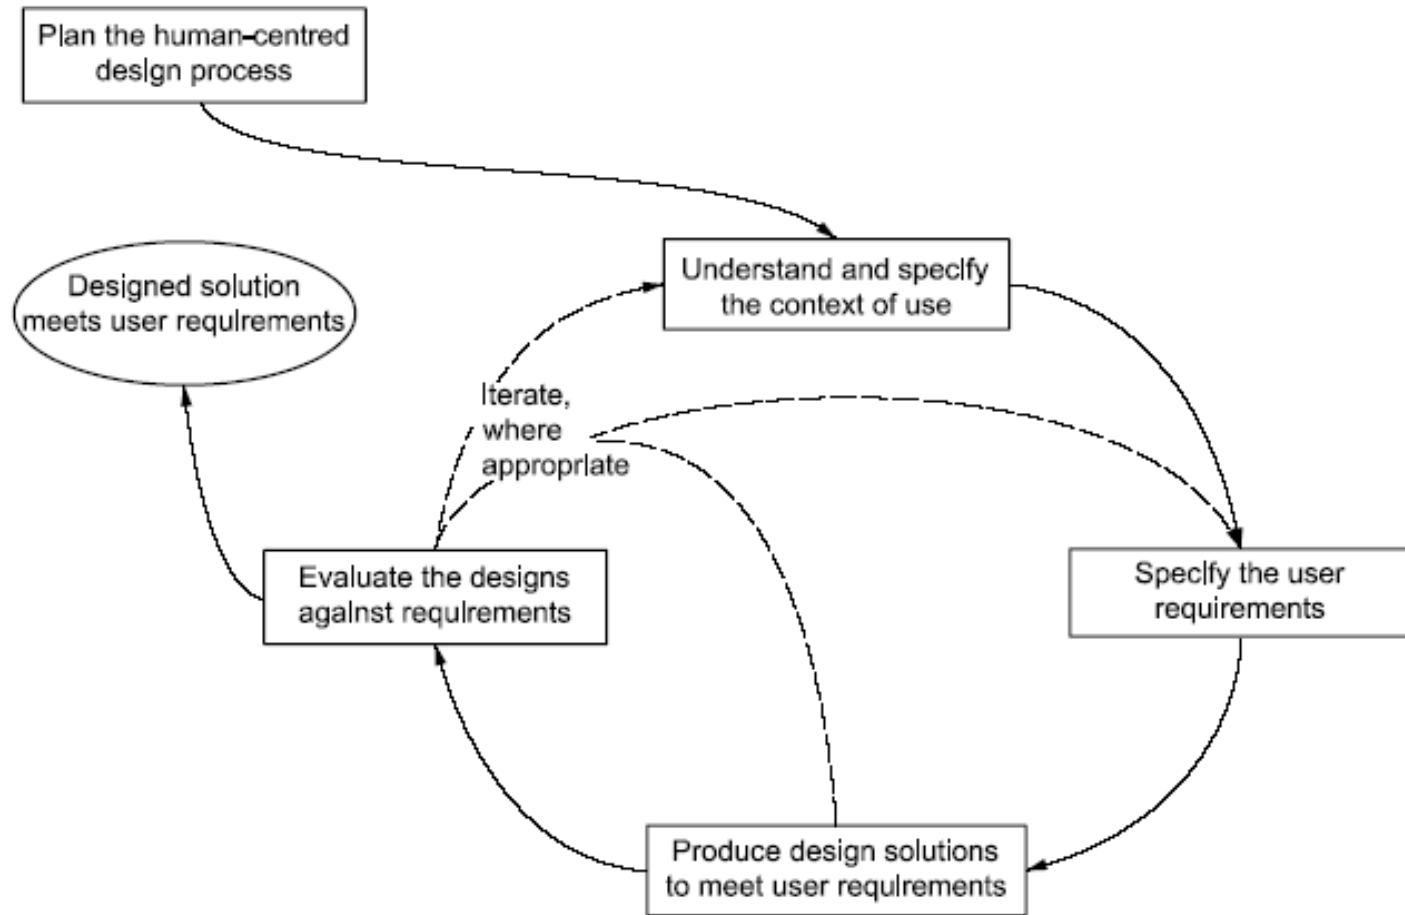 Plan the human-centred
design process
Understand and specify
the context of use
Designed solution
meets user requirements
Iterate,
where
appropriate
Evaluate the designs
against requirements
Specify the user
requirements
Produce design solutions
to meet user requirements